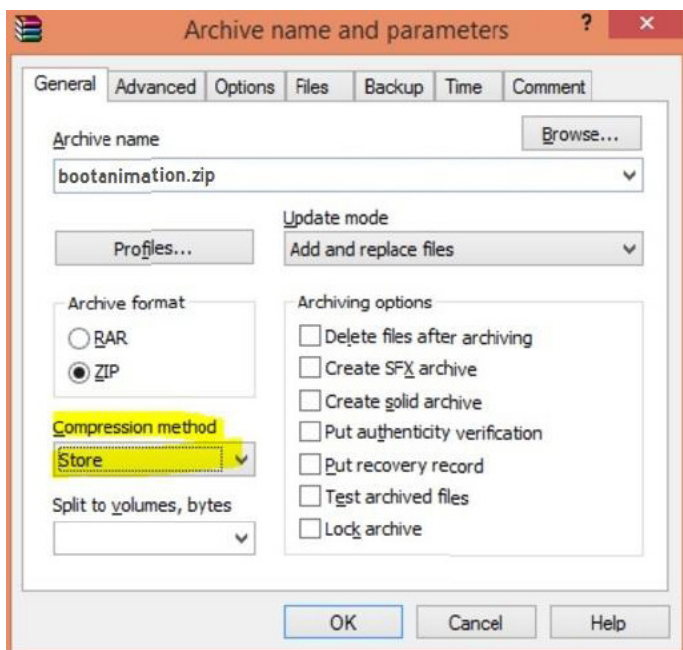 Archive name and parameters
? ×
General Advanced Options Files Backup Time Comment
Archive name
Browse...
bootanimation.zip
Profiles...
Update mode
Add and replace files
Archive format
RAR
ZIP
Compression method
Store
Split to volumes, bytes
Archiving options
Delete files after archiving
Create SFX archive
Create solid archive
Put authenticity verification
Put recovery record
Test archived files
Lock archive
OK Cancel Help